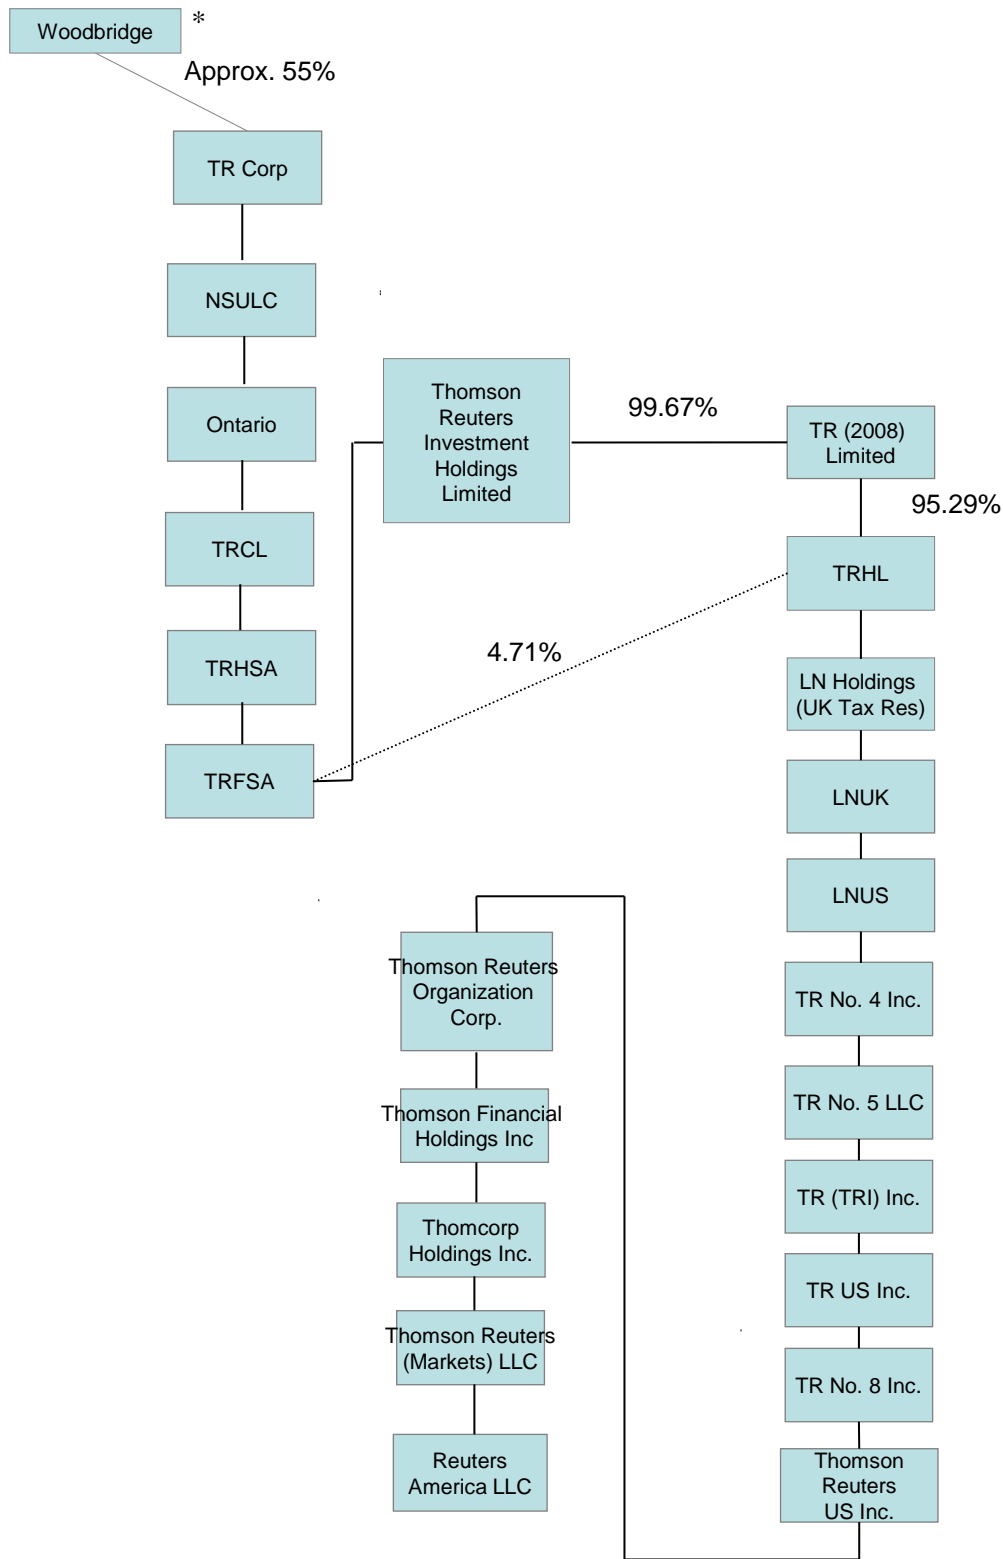 Woodbridge
*
Approx. 55%
TR Corp
NSULC
Ontario
TRCL
TRHSA
TRFSA
Thomson
Reuters
Investment
Holdings
Limited
99.67%
TR (2008)
Limited
95.29%
TRHL
4.71%
LN Holdings
(UK Tax Res)
LNUK
LNUS
TR No. 4 Inc.
TR No. 5 LLC
TR (TRI) Inc.
TR US Inc.
TR No. 8 Inc.
Thomson
Reuters
US Inc.
Thomson Reuters
Organization
Corp.
Thomson Financial
Holdings Inc
Thomcorp
Holdings Inc.
Thomson Reuters
(Markets) LLC
Reuters
America LLC